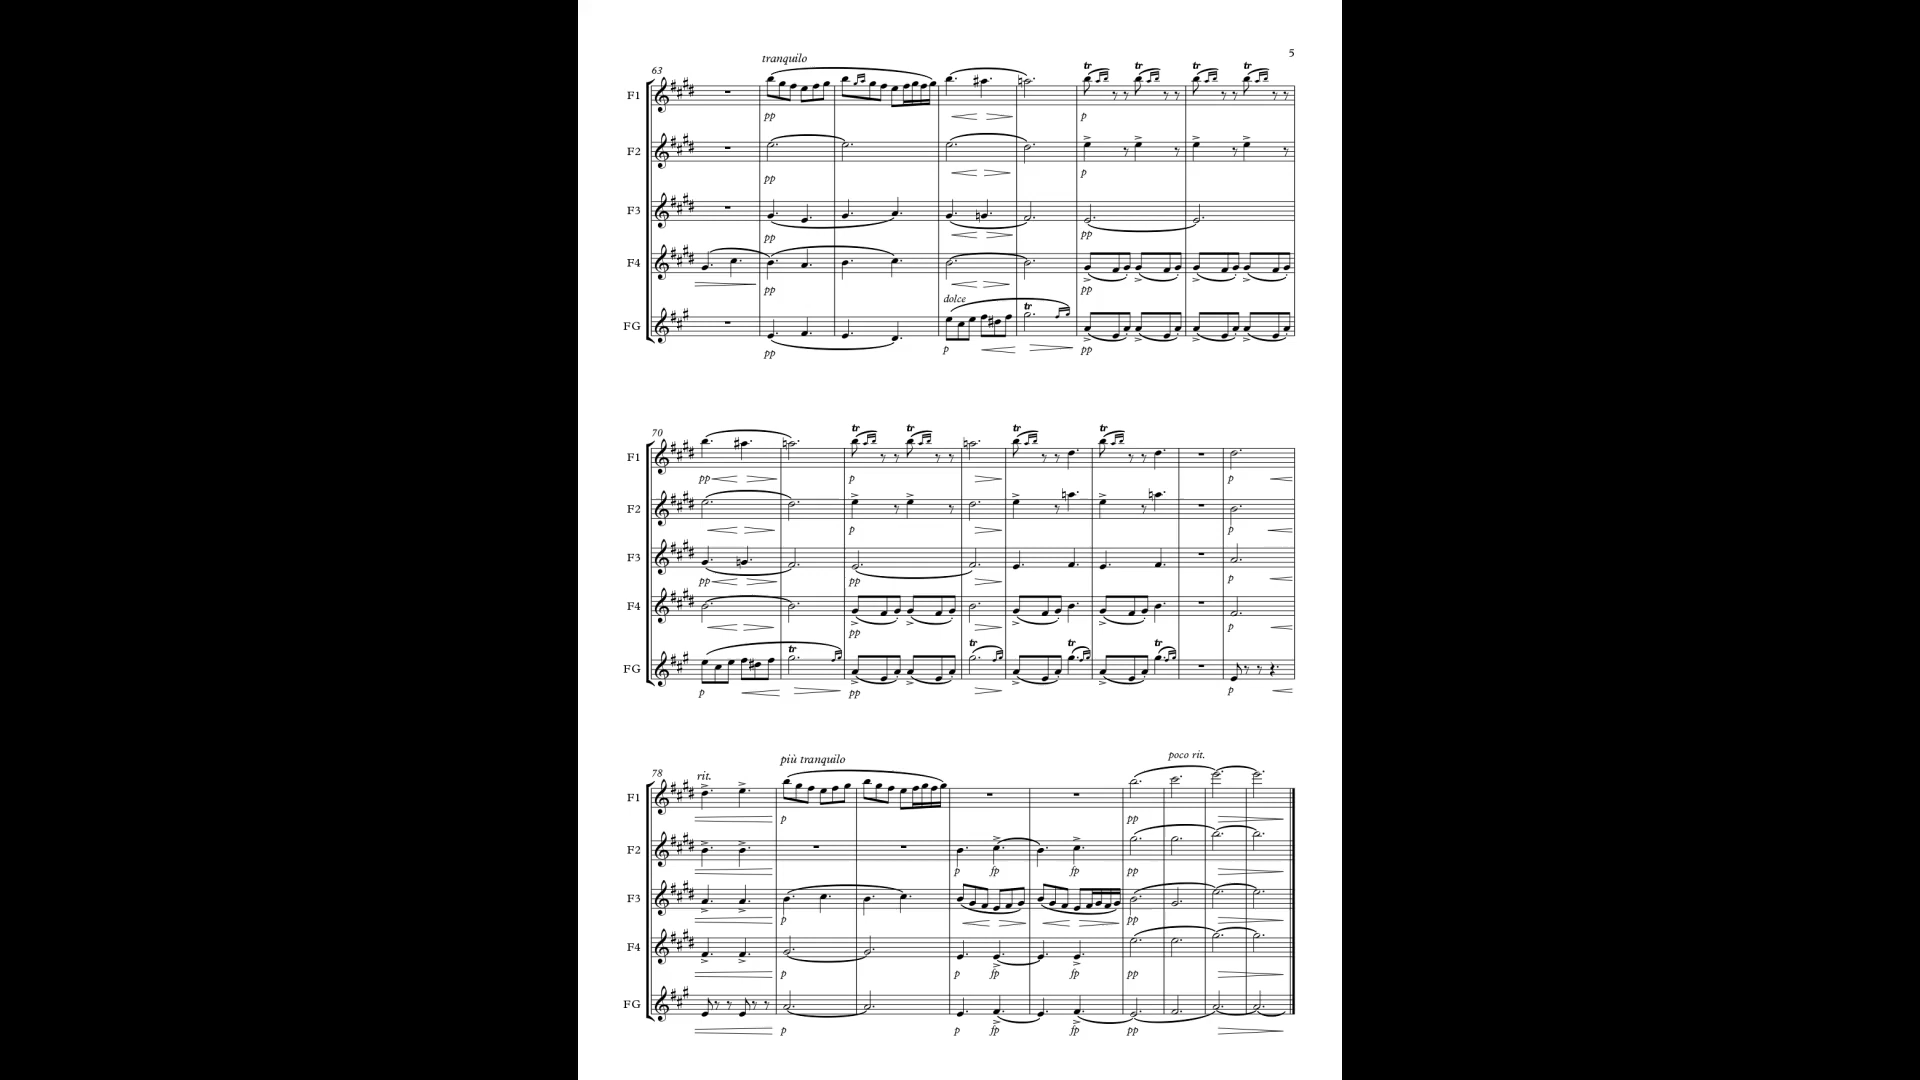 5
tranquilo
63
F1 tr tr tr tr
pp p
F2
pp p
F3
pp pp
F4
pp pp
dolce
FG tr
pp p pp
70 tr tr tr tr
F1
pp p p
F2
p p
F3
pp pp p
F4
pp p
FG tr tr tr tr
p pp p
poco rit.
più tranquilo
78 rit.
F1
p pp
F2
p fp fp pp
F3
p pp
F4
p p fp fp pp
FG
p p fp fp pp